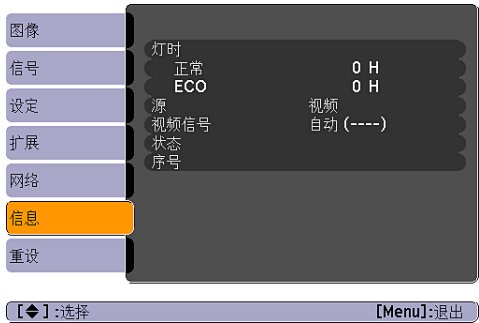 图像
信号
设定
扩展
网络
信息
重设
灯时
正常 0 H
ECO 0 H
源 视频
视频信号 自动 (----)
状态
序号
[◆] :选择 [Menu]:退出